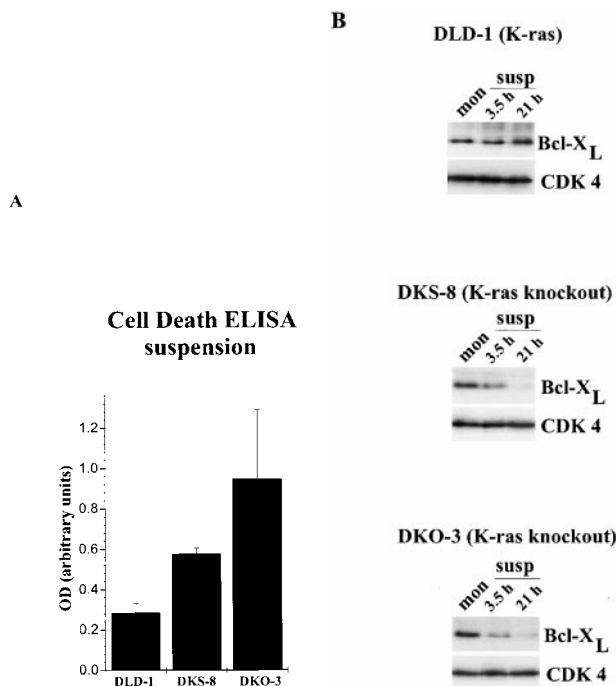 A
Cell Death ELISA
suspension
OD (arbitrary units)
1.2
1.0
0.8
0.6
0.4
0.2
0.0
DLD-1 DKS-8 DKO-3
B
DLD-1 (K-ras)
susp
mon 3.5 h 21 h
Bcl-XL
CDK 4
DKS-8 (K-ras knockout)
susp
mon 3.5 h 21 h
Bcl-XL
CDK 4
DKO-3 (K-ras knockout)
susp
mon 3.5 h 21 h
Bcl-XL
CDK 4